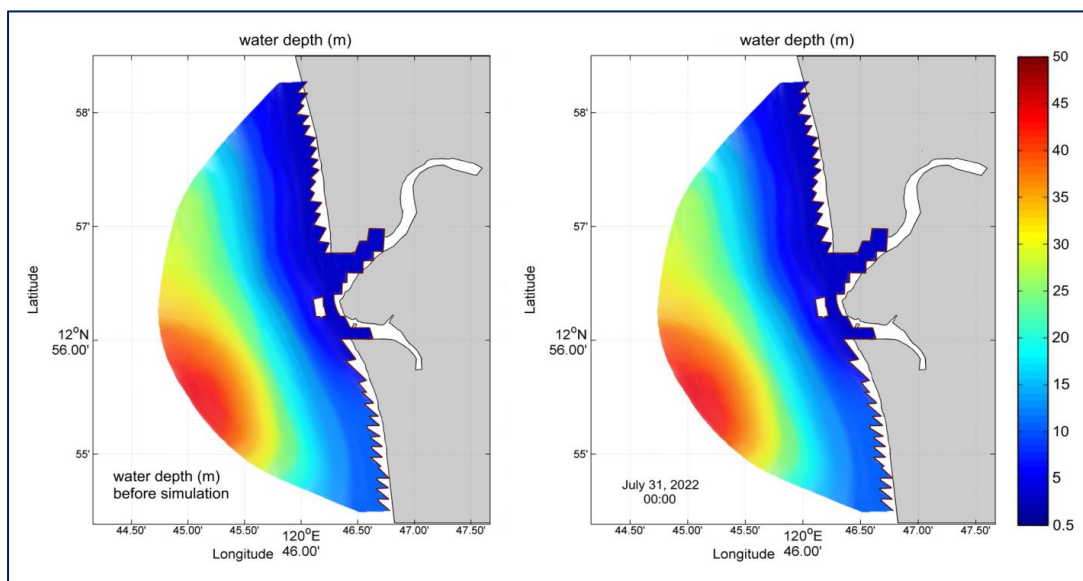 water depth (m)
58'
57'
12°N
56.00'
55'
Latitude
water depth (m)
before simulation
44.50'
45.00'
45.50'
120°E
46.00'
46.50'
47.00'
47.50'
Longitude
water depth (m)
58'
57'
12°N
56.00'
55'
Latitude
July 31, 2022
00:00
44.50'
45.00'
45.50'
120°E
46.00'
46.50'
47.00'
47.50'
Longitude
50
45
40
35
30
25
20
15
10
5
0.5